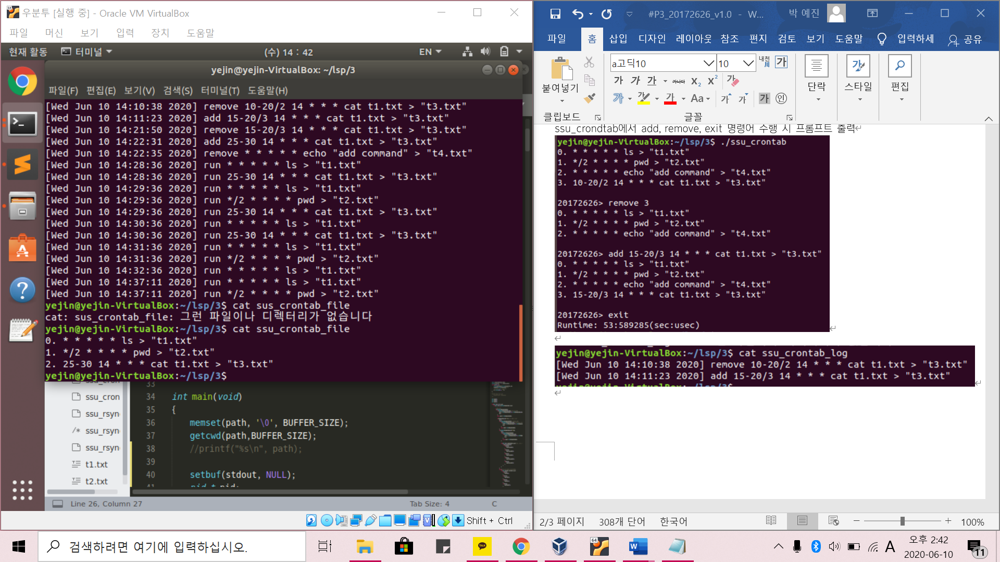 우분투 [실행 중] - Oracle VM VirtualBox
파일 머신 보기 입력 장치 도움말
현재 활동 터미널 (수) 14 : 42 EN
yejin@yejin-VirtualBox: ~/lsp/3
파일(F) 편집(E) 보기(V) 검색(S) 터미널(T) 도움말(H)
[Wed Jun 10 14:10:38 2020] remove 10-20/2 14 * * * cat t1.txt > "t3.txt"
[Wed Jun 10 14:11:23 2020] add 15-20/3 14 * * * cat t1.txt > "t3.txt"
[Wed Jun 10 14:21:50 2020] remove 15-20/3 14 * * * cat t1.txt > "t3.txt"
[Wed Jun 10 14:22:31 2020] add 25-30 14 * * * cat t1.txt > "t3.txt"
[Wed Jun 10 14:22:35 2020] remove * * * * * echo "add command" > "t4.txt"
[Wed Jun 10 14:28:36 2020] run * * * * * ls > "t1.txt"
[Wed Jun 10 14:28:36 2020] run 25-30 14 * * * cat t1.txt > "t3.txt"
[Wed Jun 10 14:29:36 2020] run * * * * * ls > "t1.txt"
[Wed Jun 10 14:29:36 2020] run */2 * * * * pwd > "t2.txt"
[Wed Jun 10 14:29:36 2020] run 25-30 14 * * * cat t1.txt > "t3.txt"
[Wed Jun 10 14:30:36 2020] run * * * * * ls > "t1.txt"
[Wed Jun 10 14:30:36 2020] run 25-30 14 * * * cat t1.txt > "t3.txt"
[Wed Jun 10 14:31:36 2020] run * * * * * ls > "t1.txt"
[Wed Jun 10 14:31:36 2020] run */2 * * * * pwd > "t2.txt"
[Wed Jun 10 14:32:36 2020] run * * * * * ls > "t1.txt"
[Wed Jun 10 14:37:11 2020] run * * * * * ls > "t1.txt"
[Wed Jun 10 14:37:11 2020] run */2 * * * * pwd > "t2.txt"
yejin@yejin-VirtualBox:~/lsp/3$ cat sus_crontab_file
cat: sus_crontab_file: 그런 파일이나 디렉터리가 없습니다
yejin@yejin-VirtualBox:~/lsp/3$ cat ssu_crontab_file
0. * * * * * ls > "t1.txt"
1. */2 * * * * pwd > "t2.txt"
2. 25-30 14 * * * cat t1.txt > "t3.txt"
yejin@yejin-VirtualBox:~/lsp/3$
ssu_cron
ssu_rsyn
/* ssu_rsyn
ssu_rsyn
t1.txt
t2.txt
33
34 int main(void)
35 {
36 memset(path, '\0', BUFFER_SIZE);
37 getcwd(path,BUFFER_SIZE);
38 //printf("%s\n", path);
39
40 setbuf(stdout, NULL);
41 pid_t pid;
Line 26, Column 27 Tab Size: 4 C
Shift + Ctrl
#P3_20172626_v1.0 - W... 박 예진
파일 홈 삽입 디자인 레이아웃 참조 편지 검토 보기 도움말 입력하세 공유
붙여넣기
클립보드
a고딕10 10 내천 가
가 가 가 가나다 X₂ X² 가
가 가 가 Aa 가 가 가 인
글꼴
단락
가
스타일
편집
ssu_crondtab에서 add, remove, exit 명령어 수행 시 프롬프트 출력
yejin@yejin-VirtualBox:~/lsp/3$ ./ssu_crontab
0. * * * * * ls > "t1.txt"
1. */2 * * * * pwd > "t2.txt"
2. * * * * * echo "add command" > "t4.txt"
3. 10-20/2 14 * * * cat t1.txt > "t3.txt"
20172626> remove 3
0. * * * * * ls > "t1.txt"
1. */2 * * * * pwd > "t2.txt"
2. * * * * * echo "add command" > "t4.txt"
20172626> add 15-20/3 14 * * * cat t1.txt > "t3.txt"
0. * * * * * ls > "t1.txt"
1. */2 * * * * pwd > "t2.txt"
2. * * * * * echo "add command" > "t4.txt"
3. 15-20/3 14 * * * cat t1.txt > "t3.txt"
20172626> exit
Runtime: 53:589285(sec:usec)
yejin@yejin-VirtualBox:~/lsp/3$ cat ssu_crontab_log
[Wed Jun 10 14:10:38 2020] remove 10-20/2 14 * * * cat t1.txt > "t3.txt"
[Wed Jun 10 14:11:23 2020] add 15-20/3 14 * * * cat t1.txt > "t3.txt"
2/3 페이지 308개 단어 한국어 100%
검색하려면 여기에 입력하십시오.
TALK
64
W
A
오후 2:42
2020-06-10
11